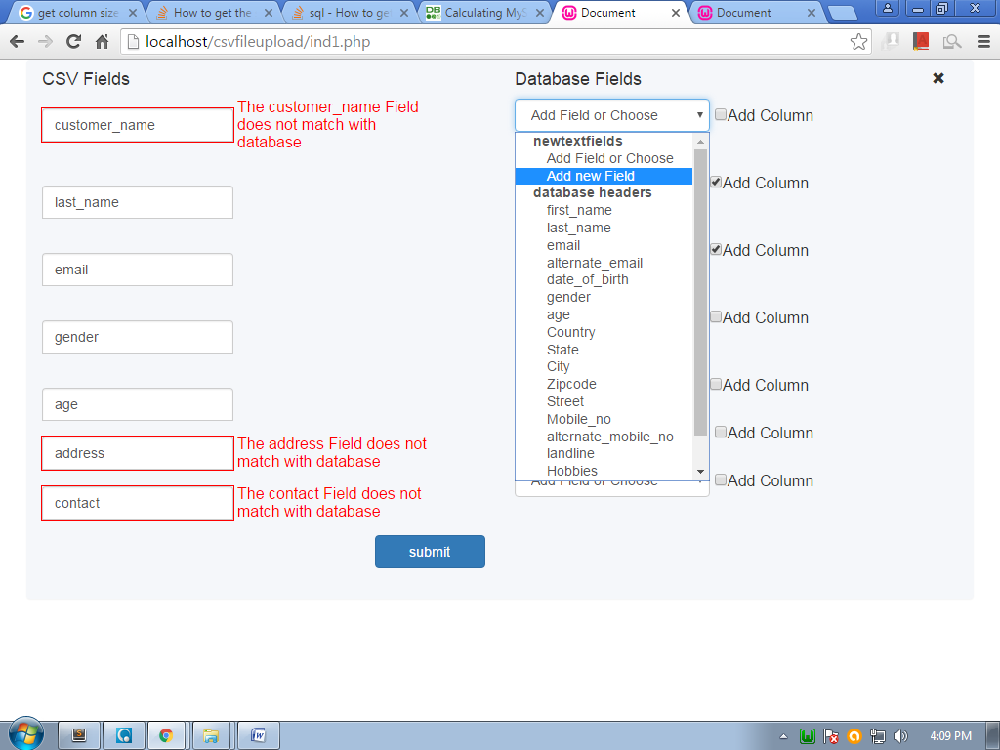 get column size
How to get the
sql - How to get
Calculating MyS
Document
Document
localhost/csvfileupload/ind1.php
CSV Fields
Database Fields
customer_name
The customer_name Field
does not match with
database
Add Field or Choose
Add Column
newtextfields
Add Field or Choose
Add new Field
Add Column
database headers
last_name
first_name
last_name
email
Add Column
email
alternate_email
date_of_birth
gender
age
Add Column
gender
Country
State
City
Zipcode
Add Column
age
Street
Mobile_no
alternate_mobile_no
Add Column
address
The address Field does not
match with database
landline
Hobbies
Add Field or Choose
Add Column
contact
The contact Field does not
match with database
submit
4:09 PM